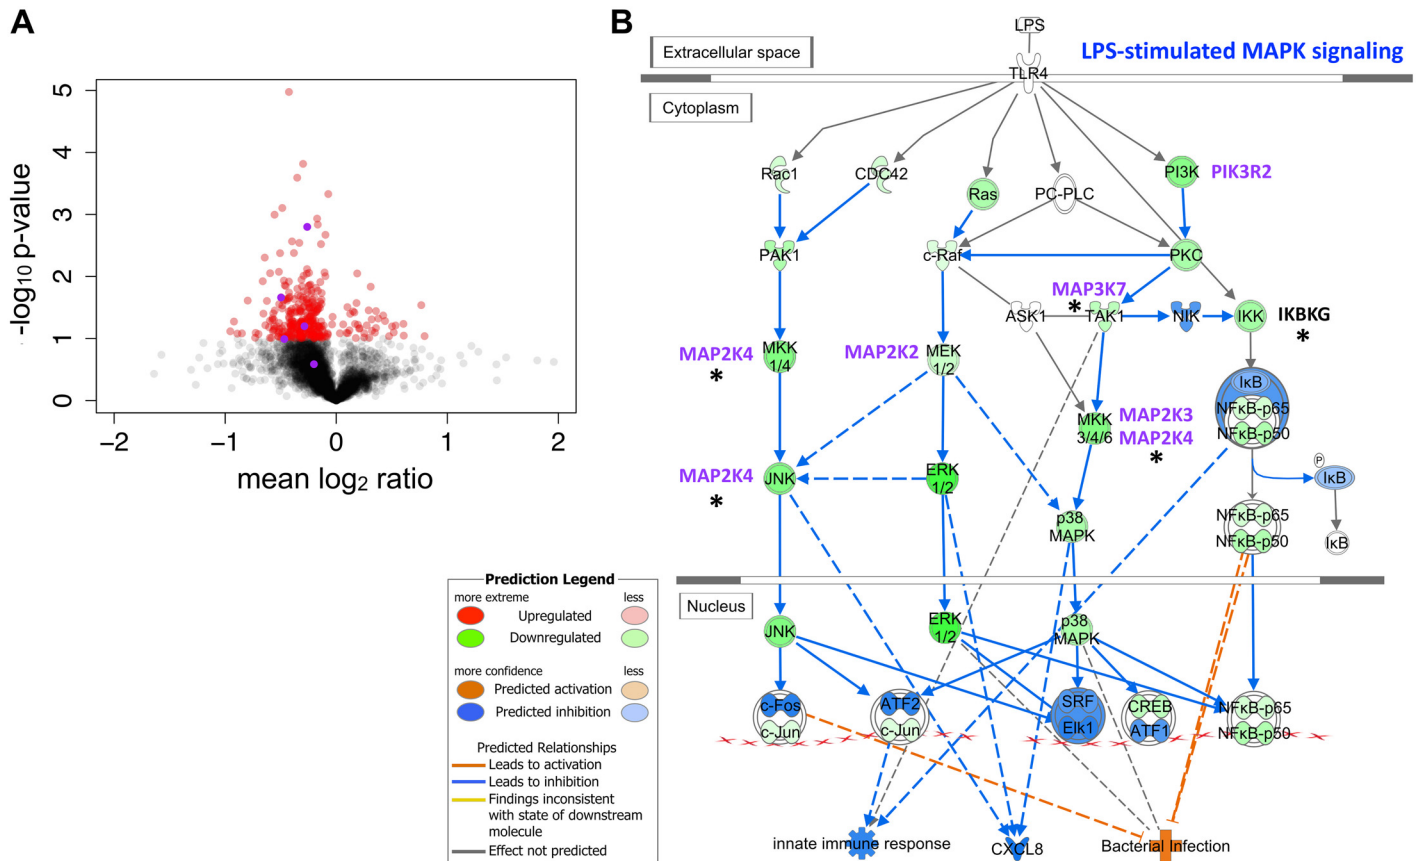 A
5
4
3
2
1
0
-log10 p-value
-2
-1
0
1
2
mean log2 ratio
B
LPS
Extracellular space
LPS-stimulated MAPK signaling
TLR4
Cytoplasm
Rac1
CDC42
Ras
PC-PLC
PI3K
PIK3R2
PAK1
c-Raf
PKC
MAP3K7
*
ASK1
TAK1
NIK
IKK
IKBKG
*
MAP2K4
*
MKK
1/4
MAP2K2
MEK
1/2
MKK
3/4/6
MAP2K3
MAP2K4
*
IκB
NFκB-p65
NFκB-p50
MAP2K4
*
JNK
ERK
1/2
p38
MAPK
P
IκB
NFκB-p65
NFκB-p50
IκB
Nucleus
JNK
ERK
1/2
p38
MAPK
c-Fos
c-Jun
ATF2
c-Jun
SRF
Elk1
CREB
ATF1
NFκB-p65
NFκB-p50
innate immune response
CXCL8
Bacterial Infection
Prediction Legend
more extreme
less
Upregulated
Downregulated
more confidence
less
Predicted activation
Predicted inhibition
Predicted Relationships
Leads to activation
Leads to inhibition
Findings inconsistent
with state of downstream
molecule
Effect not predicted